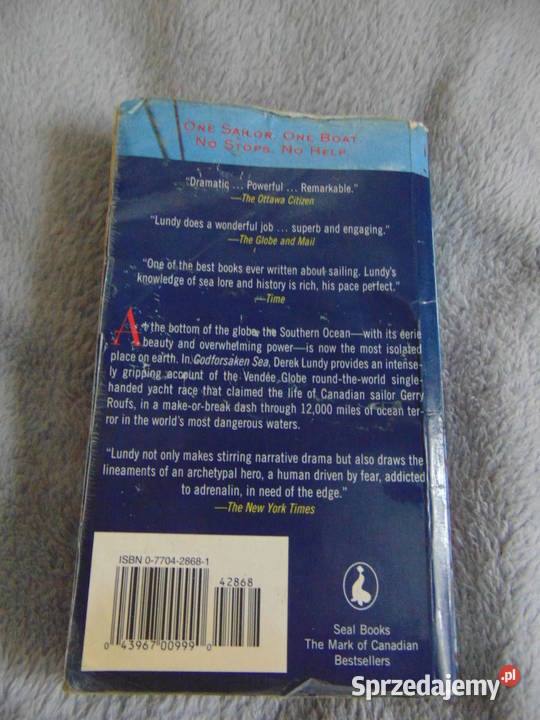 ONE SAILOR. ONE BOAT.
NO STOPS. NO HELP.
"Dramatic ... Powerful ... Remarkable."
—The Ottawa Citizen
"Lundy does a wonderful job ... superb and engaging."
—The Globe and Mail
"One of the best books ever written about sailing. Lundy's
knowledge of sea lore and history is rich, his pace perfect."
—Time
At the bottom of the globe, the Southern Ocean—with its eerie
beauty and overwhelming power—is now the most isolated
place on earth. In Godforsaken Sea, Derek Lundy provides an intense-
ly gripping account of the Vendée Globe round-the-world single-
handed yacht race that claimed the life of Canadian sailor Gerry
Roufs, in a make-or-break dash through 12,000 miles of ocean ter-
ror in the world's most dangerous waters.
"Lundy not only makes stirring narrative drama but also draws the
lineaments of an archetypal hero, a human driven by fear, addicted
to adrenalin, in need of the edge."
—The New York Times
ISBN 0-7704-2868-1
42868
0 43967 00999 0
Seal Books
The Mark of Canadian
Bestsellers
Sprzedajemy.pl